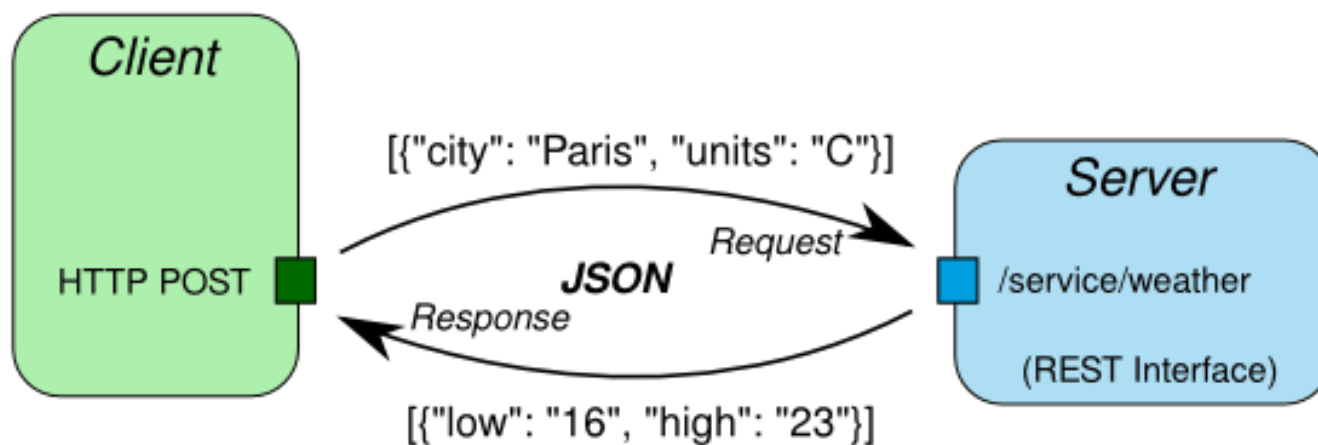 Client
[{"city": "Paris", "units": "C"}]
Server
Request
HTTP POST
JSON
/service/weather
Response
(REST Interface)
[{"low": "16", "high": "23"}]